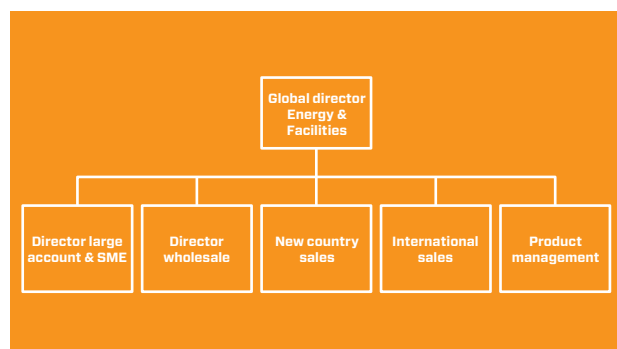 Global director
Energy &
Facilities
Director large
account & SME
Director
wholesale
New country
sales
International
sales
Product
management